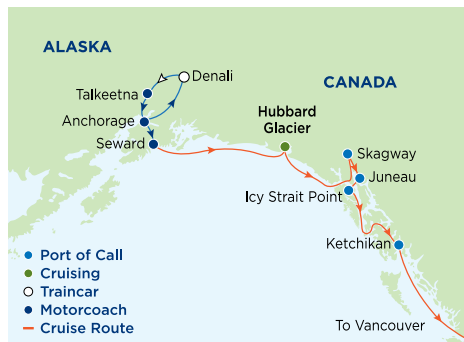 ALASKA
Denali
CANADA
Talkeetna
Anchorage
Hubbard
Glacier
Seward
Skagway
Juneau
Icy Strait Point
Ketchikan
Port of Call
Cruising
Traincar
Motorcoach
Cruise Route
To Vancouver